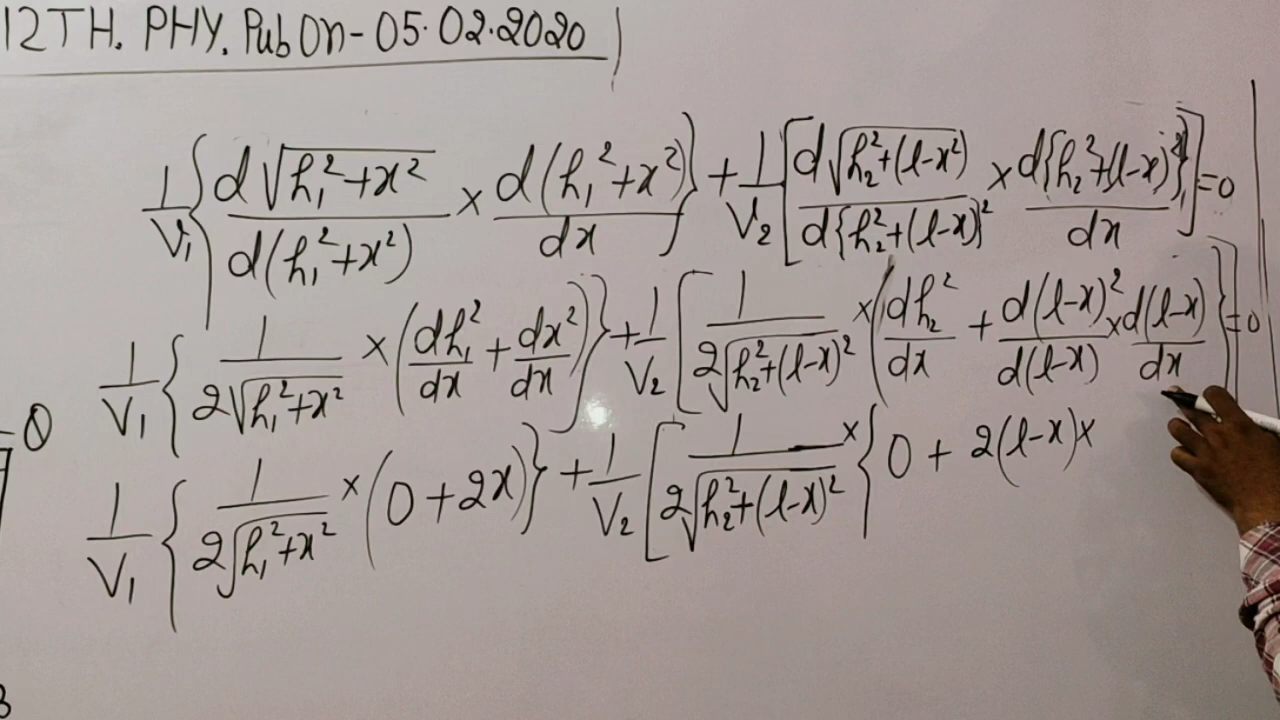 12TH. PHY. Pub On - 05.02.2020
1/V₁ { d√(h₁²+x²) / d(h₁²+x²) × d(h₁²+x²) / dx } + 1/V₂ [ d√(h₂²+(l-x²) / d{h₂²+(l-x)}² × d{h₂²+(l-x)²} / dx ] = 0
1/V₁ { 1 / 2√(h₁²+x²) × ( dh₁²/dx + dx²/dx ) } + 1/V₂ [ 1 / 2√(h₂²+(l-x)²) × ( dh₂²/dx + d(l-x)²/d(l-x) × d(l-x)/dx } ] = 0
0
1/V₁ { 1 / 2√(h₁²+x²) × (0+2x) } + 1/V₂ [ 1 / 2√(h₂²+(l-x)²) × { 0 + 2(l-x) ×